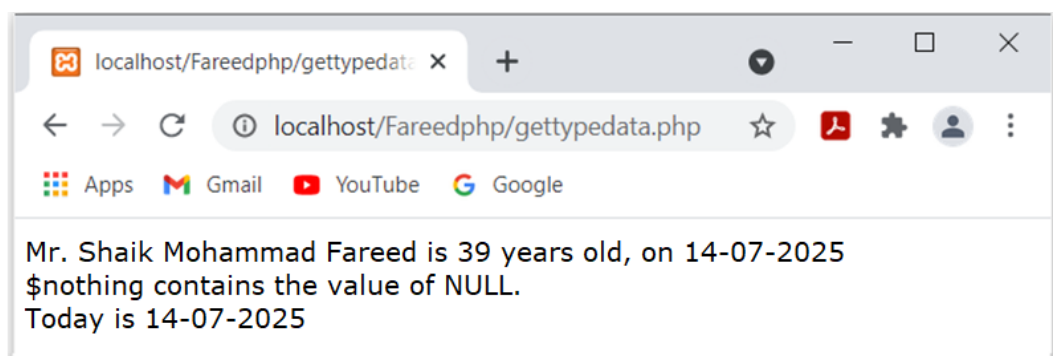 localhost/Fareedphp/gettypedata
localhost/Fareedphp/gettypedata.php
Apps Gmail YouTube Google
Mr. Shaik Mohammad Fareed is 39 years old, on 14-07-2025
$nothing contains the value of NULL.
Today is 14-07-2025